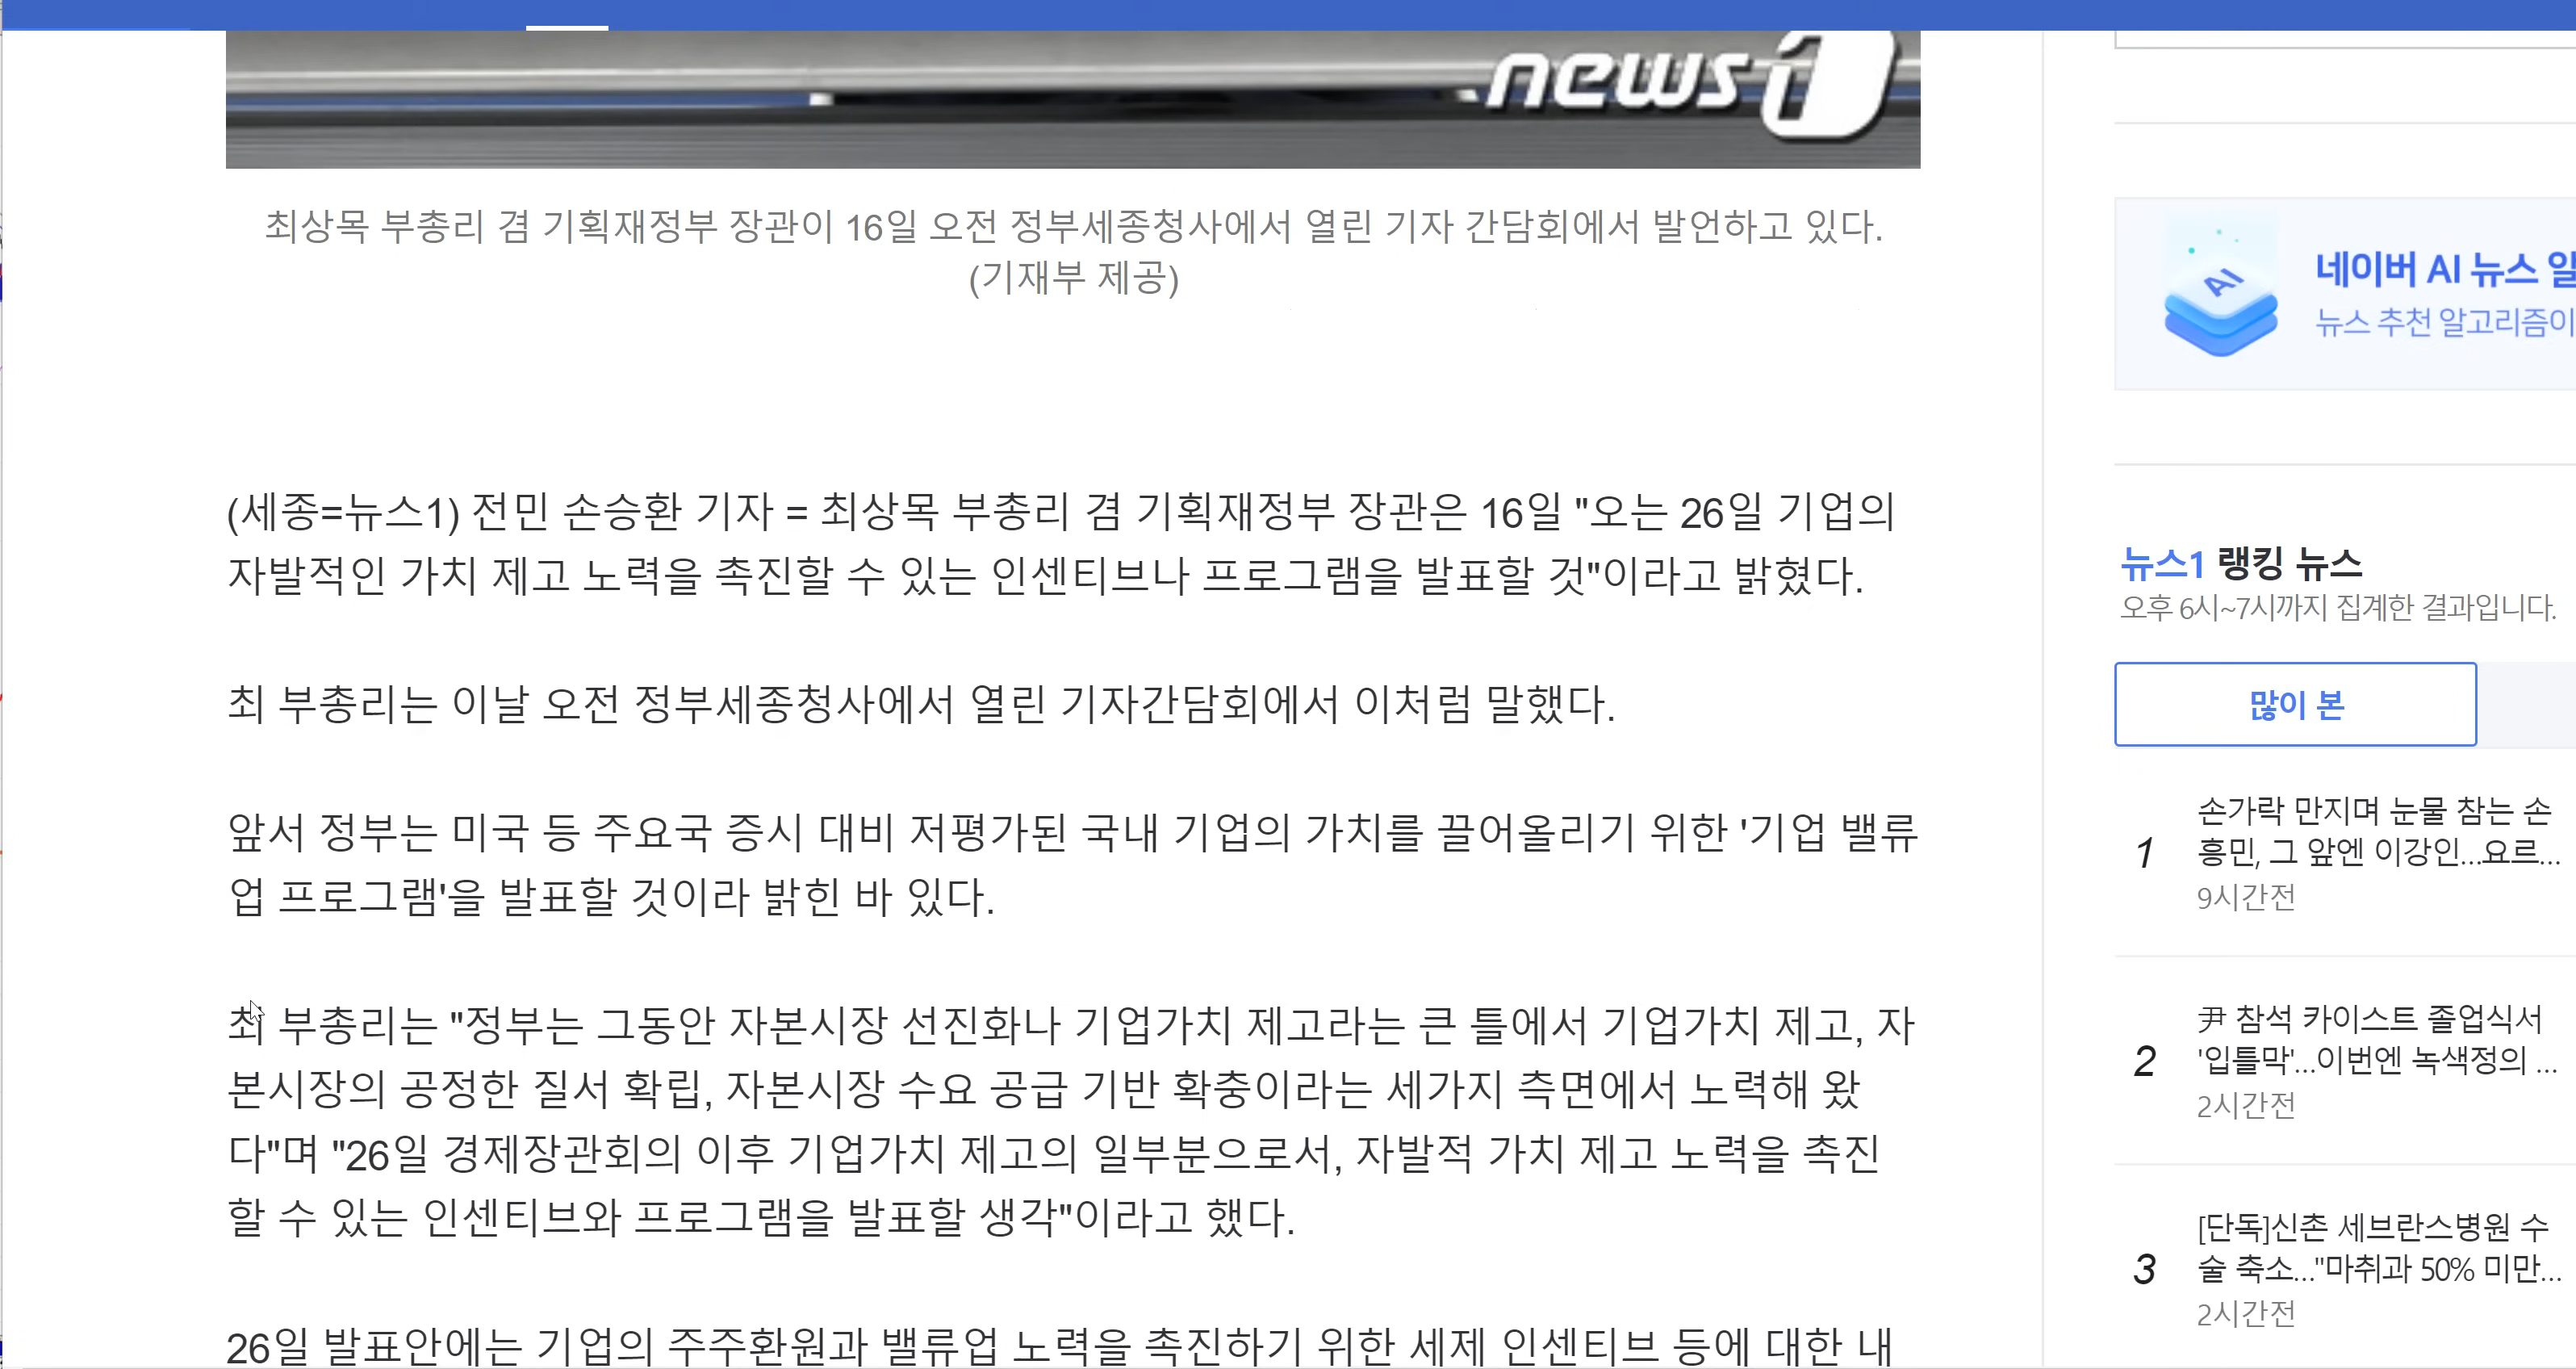 news1
최상목 부총리 겸 기획재정부 장관이 16일 오전 정부세종청사에서 열린 기자 간담회에서 발언하고 있다.
(기재부 제공)
(세종=뉴스1) 전민 손승환 기자 = 최상목 부총리 겸 기획재정부 장관은 16일 "오는 26일 기업의
자발적인 가치 제고 노력을 촉진할 수 있는 인센티브나 프로그램을 발표할 것"이라고 밝혔다.
최 부총리는 이날 오전 정부세종청사에서 열린 기자간담회에서 이처럼 말했다.
앞서 정부는 미국 등 주요국 증시 대비 저평가된 국내 기업의 가치를 끌어올리기 위한 '기업 밸류
업 프로그램'을 발표할 것이라 밝힌 바 있다.
최 부총리는 "정부는 그동안 자본시장 선진화나 기업가치 제고라는 큰 틀에서 기업가치 제고, 자
본시장의 공정한 질서 확립, 자본시장 수요 공급 기반 확충이라는 세가지 측면에서 노력해 왔
다"며 "26일 경제장관회의 이후 기업가치 제고의 일부분으로서, 자발적 가치 제고 노력을 촉진
할 수 있는 인센티브와 프로그램을 발표할 생각"이라고 했다.
26일 발표안에는 기업의 주주환원과 밸류업 노력을 촉진하기 위한 세제 인센티브 등에 대한 내
AI
네이버 AI 뉴스 알
뉴스 추천 알고리즘이
뉴스1 랭킹 뉴스
오후 6시~7시까지 집계한 결과입니다.
많이 본
1
손가락 만지며 눈물 참는 손
흥민, 그 앞엔 이강인...요르...
9시간전
2
尹 참석 카이스트 졸업식서
'입틀막'...이번엔 녹색정의 ...
2시간전
3
[단독]신촌 세브란스병원 수
술 축소..."마취과 50% 미만...
2시간전